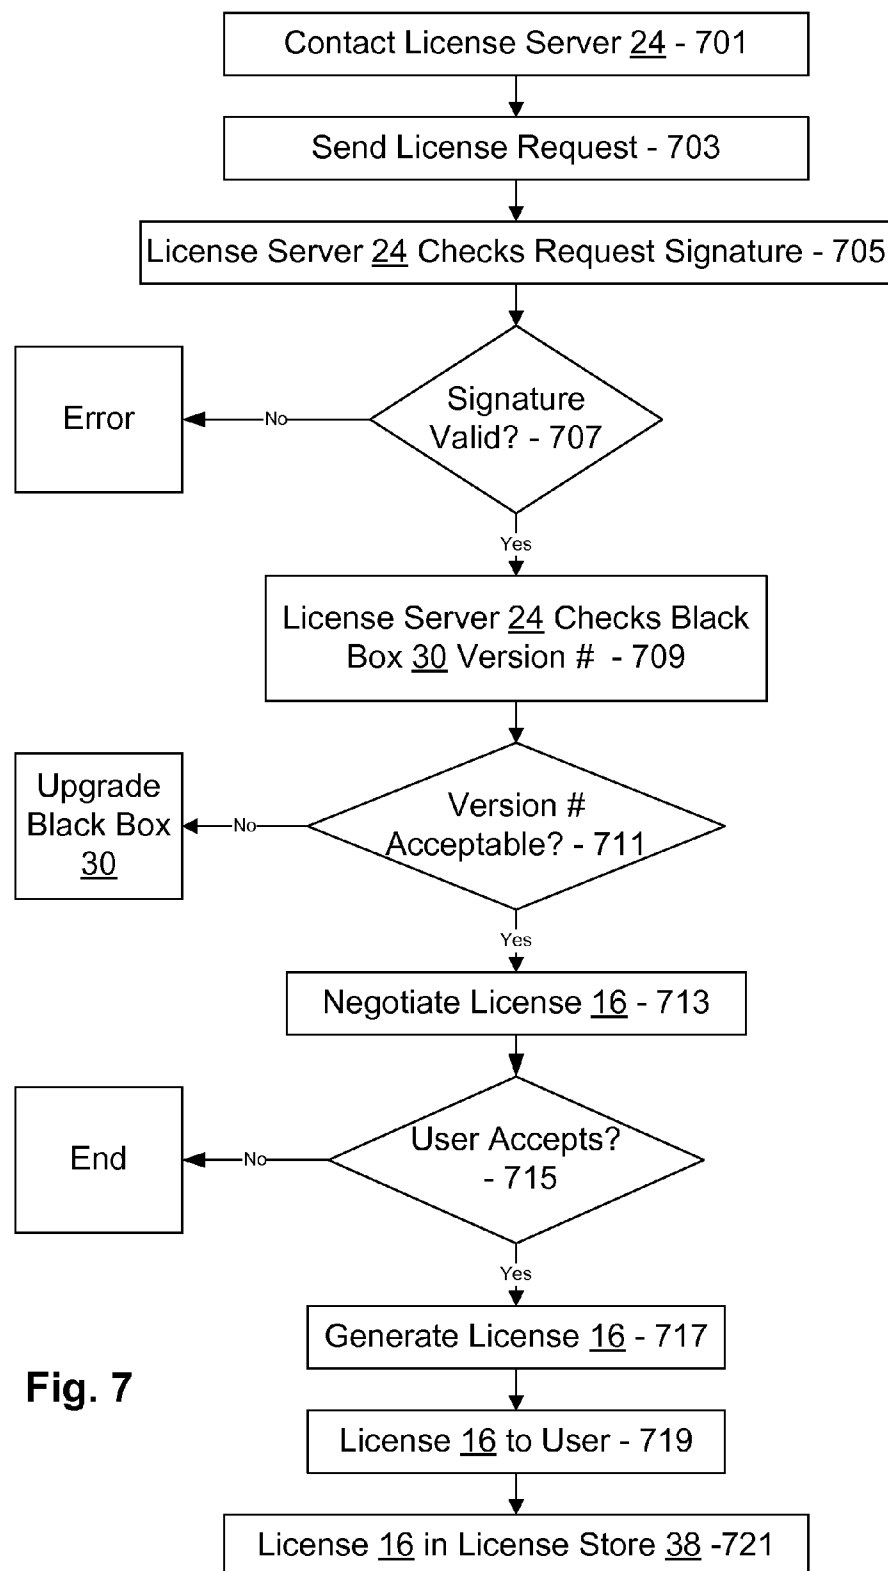 Contact License Server 24 - 701
Send License Request - 703
License Server 24 Checks Request Signature - 705
Signature
Valid? - 707
No
Error
Yes
License Server 24 Checks Black
Box 30 Version # - 709
Version #
Acceptable? - 711
No
Upgrade
Black Box
30
Yes
Negotiate License 16 - 713
User Accepts?
- 715
No
End
Yes
Generate License 16 - 717
Fig. 7
License 16 to User - 719
License 16 in License Store 38 -721